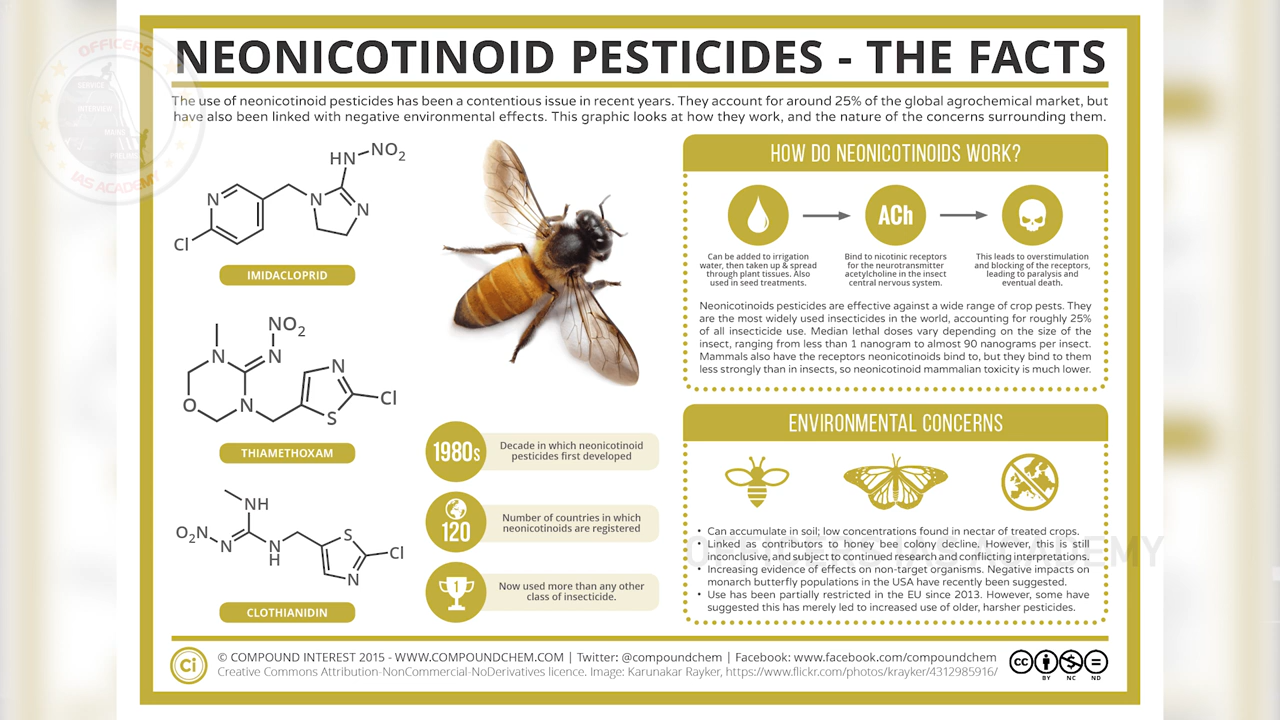 NEONICOTINOID PESTICIDES - THE FACTS
The use of neonicotinoid pesticides has been a contentious issue in recent years. They account for around 25% of the global agrochemical market, but
have also been linked with negative environmental effects. This graphic looks at how they work, and the nature of the concerns surrounding them.
OFFICERS
SERVICE
INTERVIEW
IAS ACADEMY
HN
NO2
N
N
N
Cl
IMIDACLOPRID
NO2
N
N
N
O
N
S
Cl
THIAMETHOXAM
NH
O2N
N
N
H
S
N
Cl
CLOTHIANIDIN
1980s
Decade in which neonicotinoid
pesticides first developed
120
Number of countries in which
neonicotinoids are registered
1
Now used more than any other
class of insecticide.
HOW DO NEONICOTINOIDS WORK?
ACh
Can be added to irrigation
water, then taken up & spread
through plant tissues. Also
used in seed treatments.
Bind to nicotinic receptors
for the neurotransmitter
acetylcholine in the insect
central nervous system.
This leads to overstimulation
and blocking of the receptors,
leading to paralysis and
eventual death.
Neonicotinoids pesticides are effective against a wide range of crop pests. They
are the most widely used insecticides in the world, accounting for roughly 25%
of all insecticide use. Median lethal doses vary depending on the size of the
insect, ranging from less than 1 nanogram to almost 90 nanograms per insect.
Mammals also have the receptors neonicotinoids bind to, but they bind to them
less strongly than in insects, so neonicotinoid mammalian toxicity is much lower.
ENVIRONMENTAL CONCERNS
• Can accumulate in soil; low concentrations found in nectar of treated crops.
• Linked as contributors to honey bee colony decline. However, this is still
inconclusive, and subject to continued research and conflicting interpretations.
• Increasing evidence of effects on non-target organisms. Negative impacts on
monarch butterfly populations in the USA have recently been suggested.
• Use has been partially restricted in the EU since 2013. However, some have
suggested this has merely led to increased use of older, harsher pesticides.
Ci
© COMPOUND INTEREST 2015 - WWW.COMPOUNDCHEM.COM | Twitter: @compoundchem | Facebook: www.facebook.com/compoundchem
Creative Commons Attribution-NonCommercial-NoDerivatives licence. Image: Karunakar Rayker, https://www.flickr.com/photos/krayker/4312985916/
cc
BY NC ND